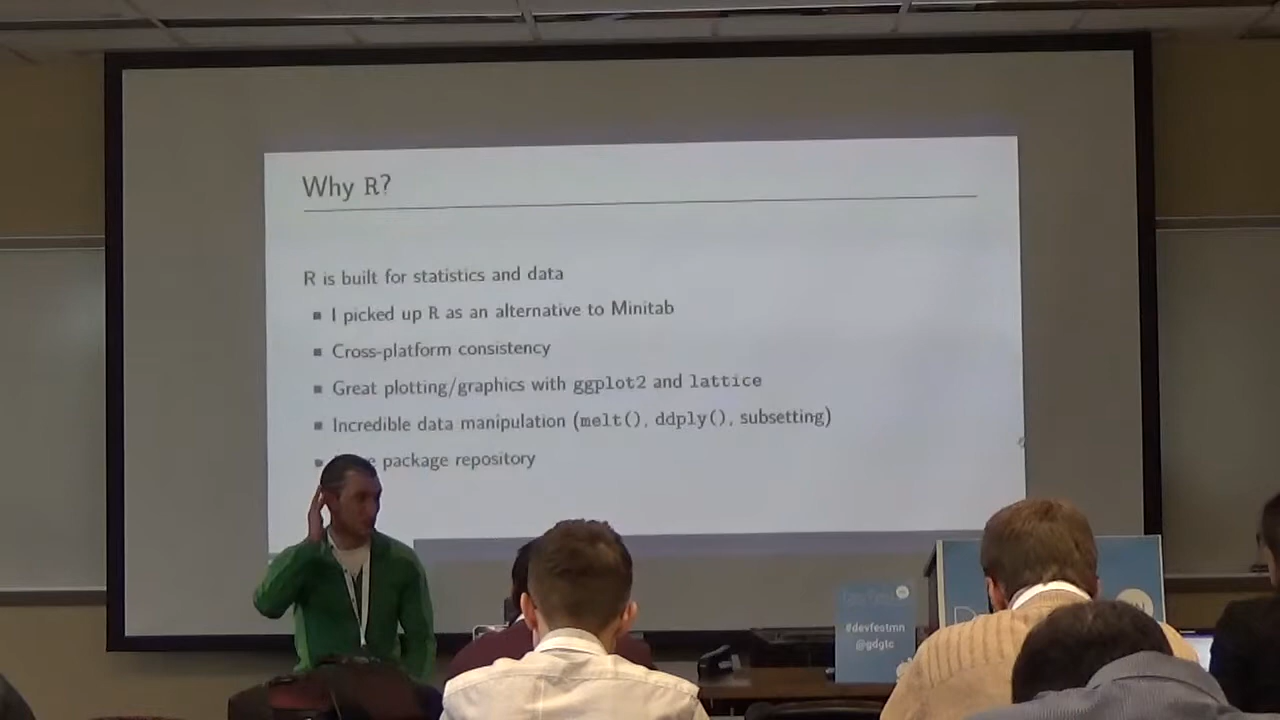 Why R?
R is built for statistics and data
I picked up R as an alternative to Minitab
Cross-platform consistency
Great plotting/graphics with ggplot2 and lattice
Incredible data manipulation (melt(), ddply(), subsetting)
package repository
#devfestmn
@gdgtc